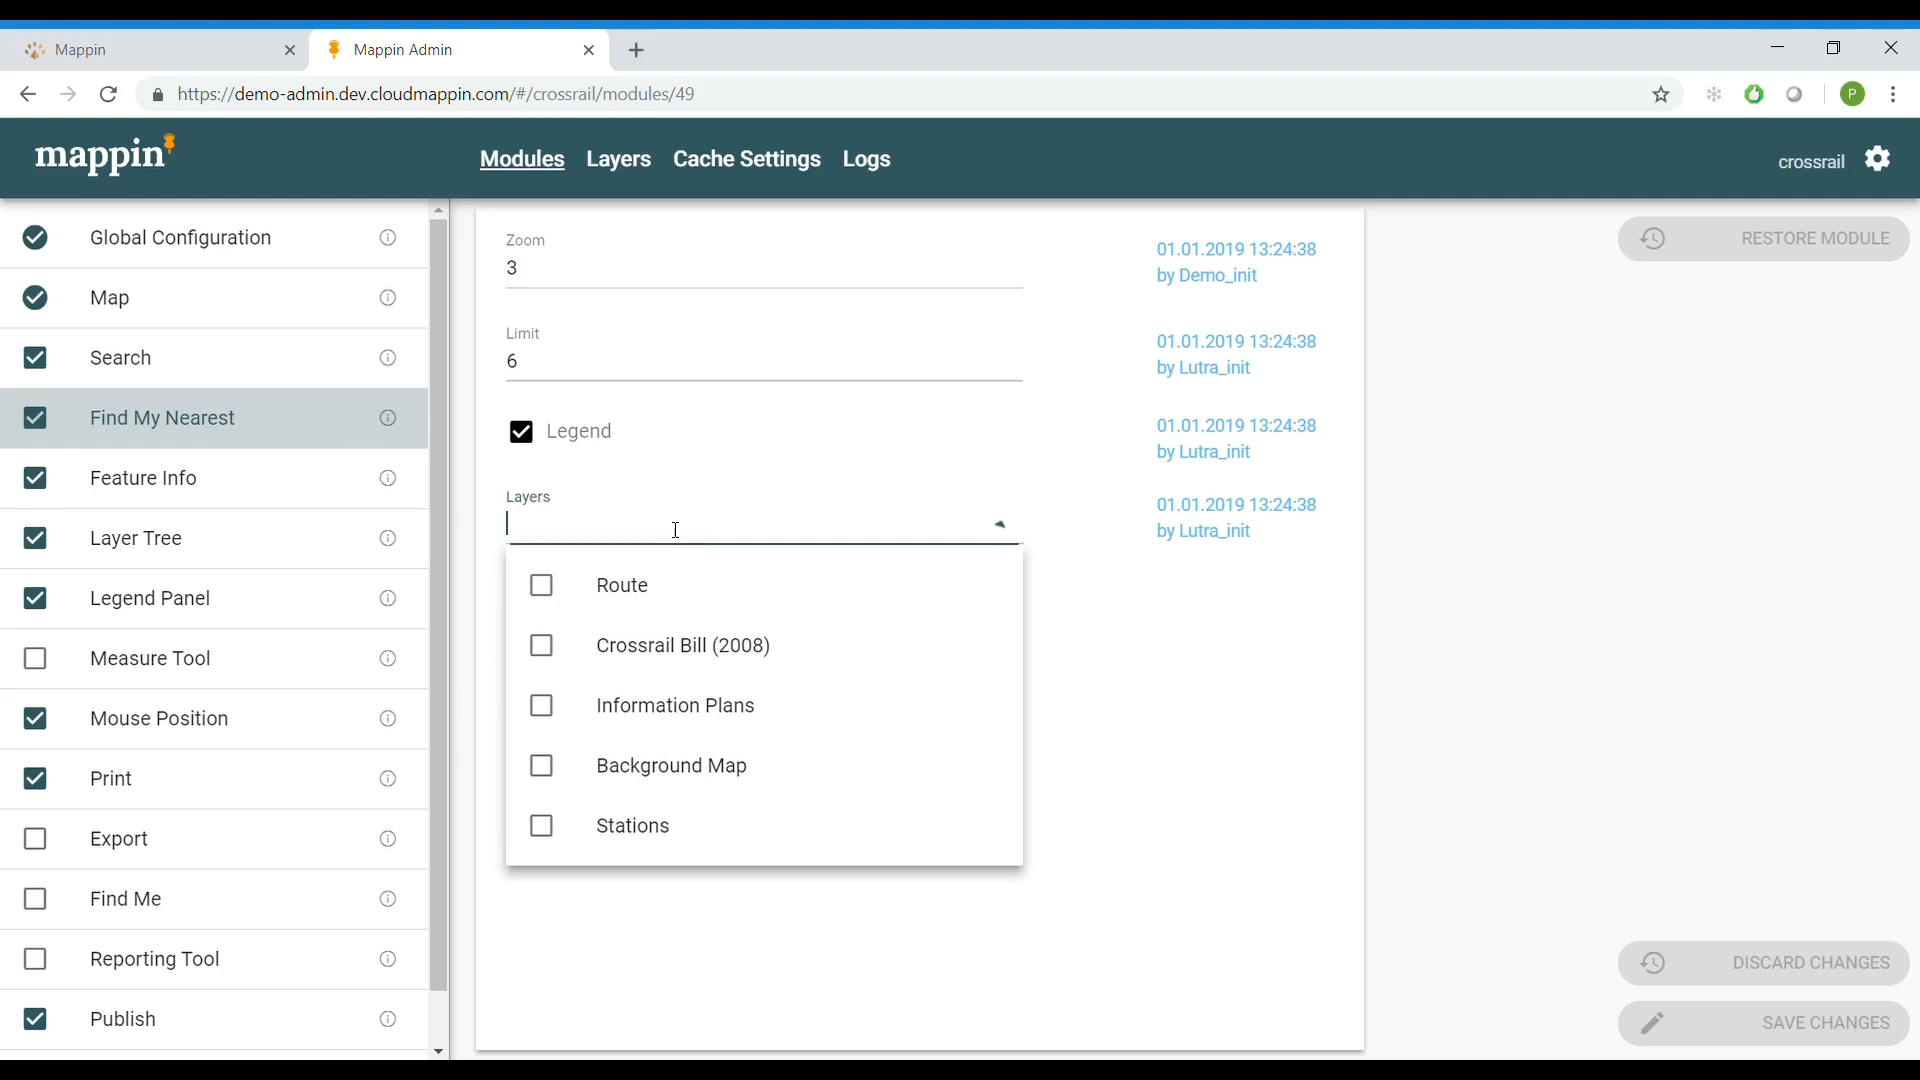 Mappin
Mappin Admin
https://demo-admin.dev.cloudmappin.com/#/crossrail/modules/49
P
mappin
Modules
Layers
Cache Settings
Logs
crossrail
Global Configuration
Map
Search
Find My Nearest
Feature Info
Layer Tree
Legend Panel
Measure Tool
Mouse Position
Print
Export
Find Me
Reporting Tool
Publish
Zoom
3
01.01.2019 13:24:38
by Demo_init
Limit
6
01.01.2019 13:24:38
by Lutra_init
Legend
01.01.2019 13:24:38
by Lutra_init
Layers
01.01.2019 13:24:38
by Lutra_init
Route
Crossrail Bill (2008)
Information Plans
Background Map
Stations
RESTORE MODULE
DISCARD CHANGES
SAVE CHANGES